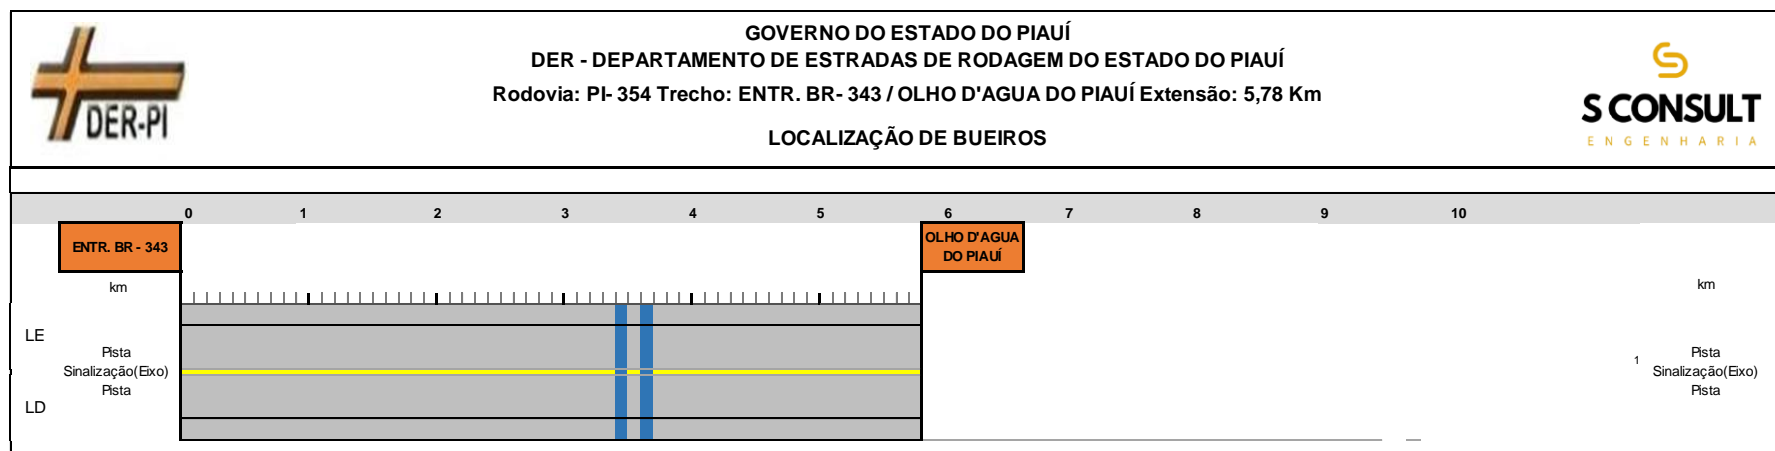 GOVERNO DO ESTADO DO PIAUÍ
DER - DEPARTAMENTO DE ESTRADAS DE RODAGEM DO ESTADO DO PIAUÍ
Rodovia: PI- 354 Trecho: ENTR. BR- 343 / OLHO D'AGUA DO PIAUÍ Extensão: 5,78 Km
LOCALIZAÇÃO DE BUEIROS
DER-PI
S CONSULT
ENGENHARIA
0 1 2 3 4 5 6 7 8 9 10
ENTR. BR - 343
OLHO D'AGUA
DO PIAUÍ
km
km
LE
Pista
Sinalização(Eixo)
Pista
LD
1
Pista
Sinalização(Eixo)
Pista